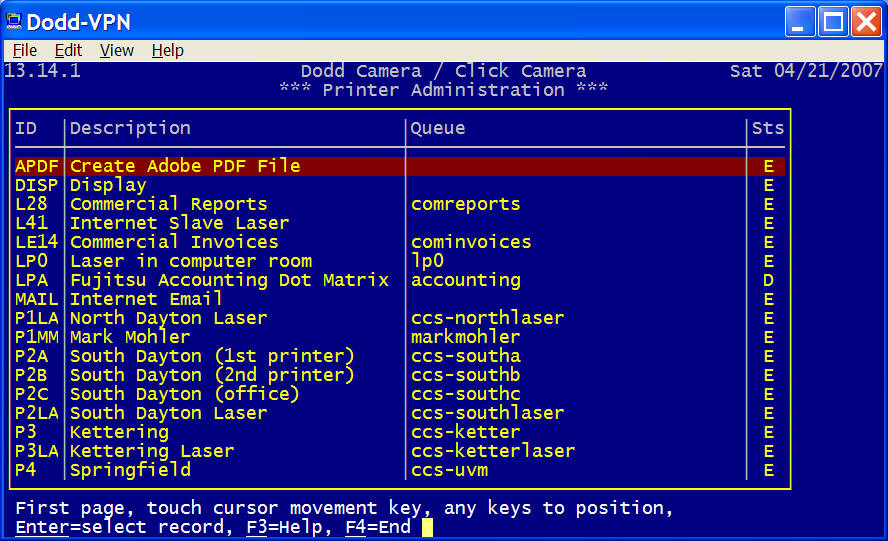 Dodd-VPN
File Edit View Help
13.14.1 Dodd Camera / Click Camera Sat 04/21/2007
*** Printer Administration ***
ID |Description |Queue |Sts
APDF|Create Adobe PDF File | | E
DISP|Display | | E
L28 |Commercial Reports |comreports | E
L41 |Internet Slave Laser | | E
LE14|Commercial Invoices |cominvoices | E
LP0 |Laser in computer room |lp0 | E
LPA |Fujitsu Accounting Dot Matrix |accounting | D
MAIL|Internet Email | | E
P1LA|North Dayton Laser |ccs-northlaser | E
P1MM|Mark Mohler |markmohler | E
P2A |South Dayton (1st printer) |ccs-southa | E
P2B |South Dayton (2nd printer) |ccs-southb | E
P2C |South Dayton (office) |ccs-southc | E
P2LA|South Dayton Laser |ccs-southlaser | E
P3 |Kettering |ccs-ketter | E
P3LA|Kettering Laser |ccs-ketterlaser | E
P4 |Springfield |ccs-uvm | E
First page, touch cursor movement key, any keys to position,
Enter=select record, F3=Help, F4=End